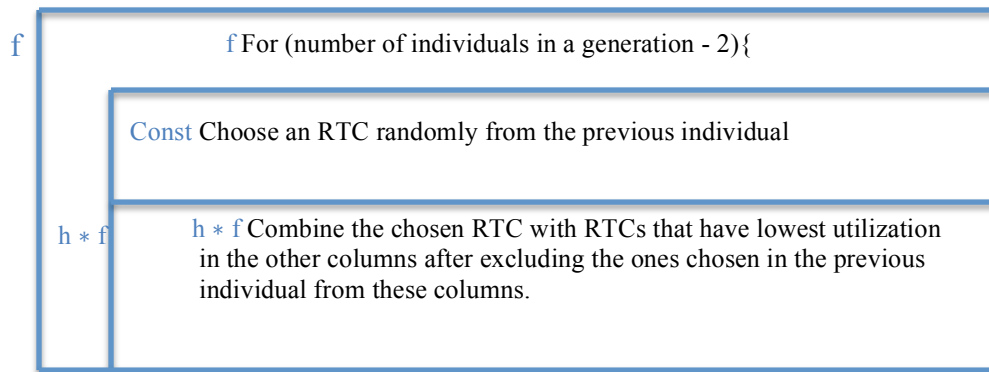 f
f For (number of individuals in a generation - 2){
Const Choose an RTC randomly from the previous individual
h * f
h * f Combine the chosen RTC with RTCs that have lowest utilization
in the other columns after excluding the ones chosen in the previous
individual from these columns.